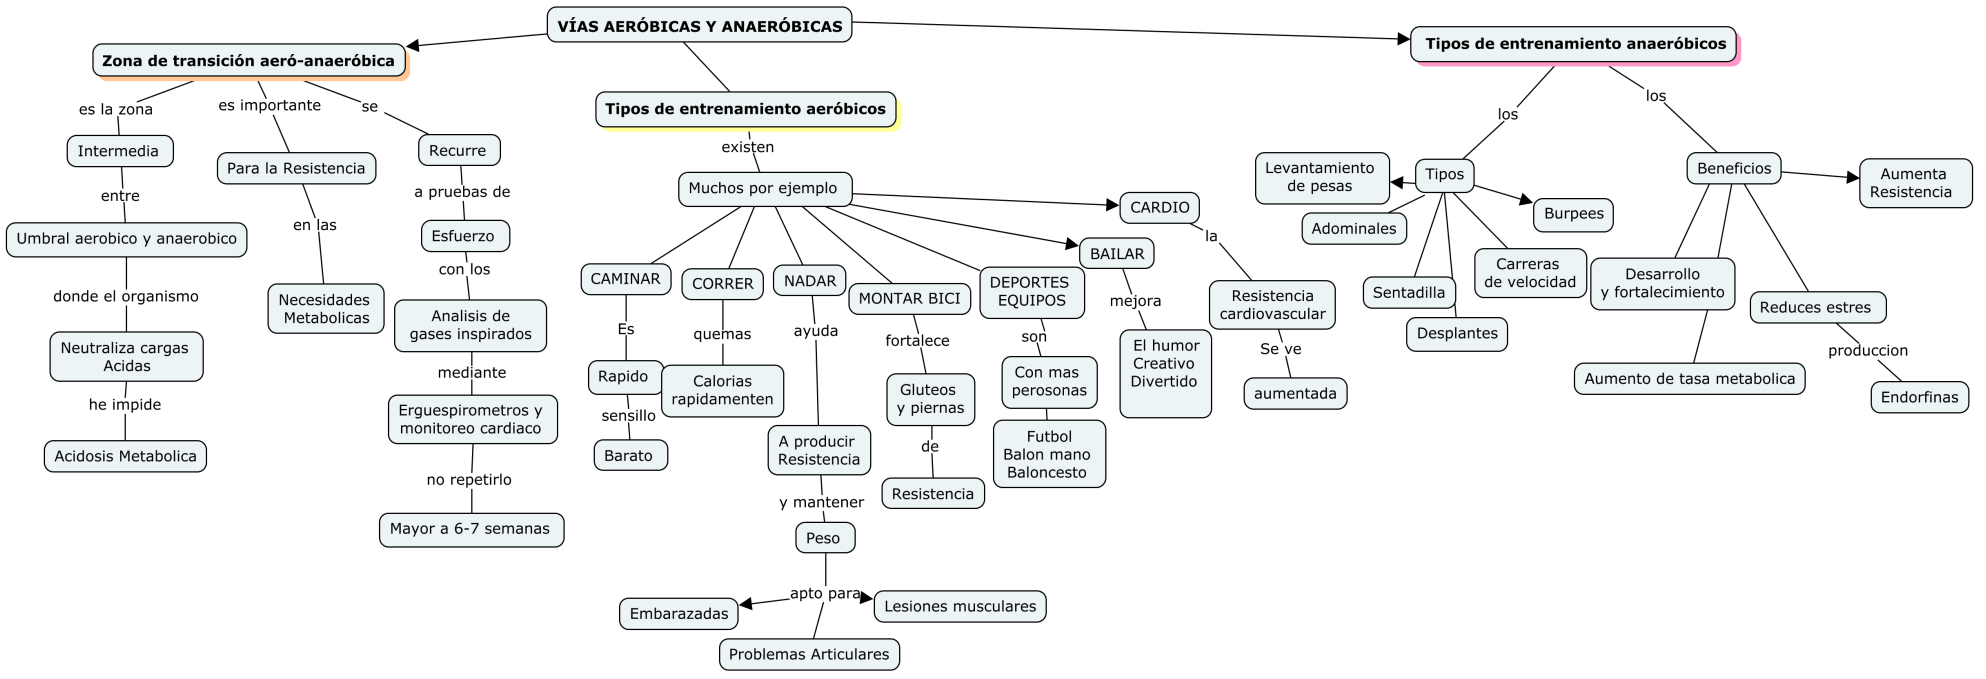 VÍAS AERÓBICAS Y ANAERÓBICAS
Zona de transición aeró-anaeróbica
es la zona
Intermedia
entre
Umbral aerobico y anaerobico
donde el organismo
Neutraliza cargas
Acidas
he impide
Acidosis Metabolica
es importante
Para la Resistencia
en las
Necesidades
Metabolicas
se
Recurre
a pruebas de
Esfuerzo
con los
Analisis de
gases inspirados
mediante
Erguespirometros y
monitoreo cardiaco
no repetirlo
Mayor a 6-7 semanas
Tipos de entrenamiento aeróbicos
existen
Muchos por ejemplo
CAMINAR
Es
Rapido
sensillo
Barato
CORRER
quemas
Calorias
rapidamenten
NADAR
ayuda
A producir
Resistencia
y mantener
Peso
apto para
Embarazadas
Problemas Articulares
Lesiones musculares
MONTAR BICI
fortalece
Gluteos
y piernas
de
Resistencia
DEPORTES
EQUIPOS
son
Con mas
perosonas
Futbol
Balon mano
Baloncesto
BAILAR
mejora
El humor
Creativo
Divertido
CARDIO
la
Resistencia
cardiovascular
Se ve
aumentada
Tipos de entrenamiento anaeróbicos
los
Tipos
Levantamiento
de pesas
Adominales
Sentadilla
Desplantes
Carreras
de velocidad
Burpees
los
Beneficios
Desarrollo
y fortalecimiento
Aumento de tasa metabolica
Reduces estres
produccion
Endorfinas
Aumenta
Resistencia